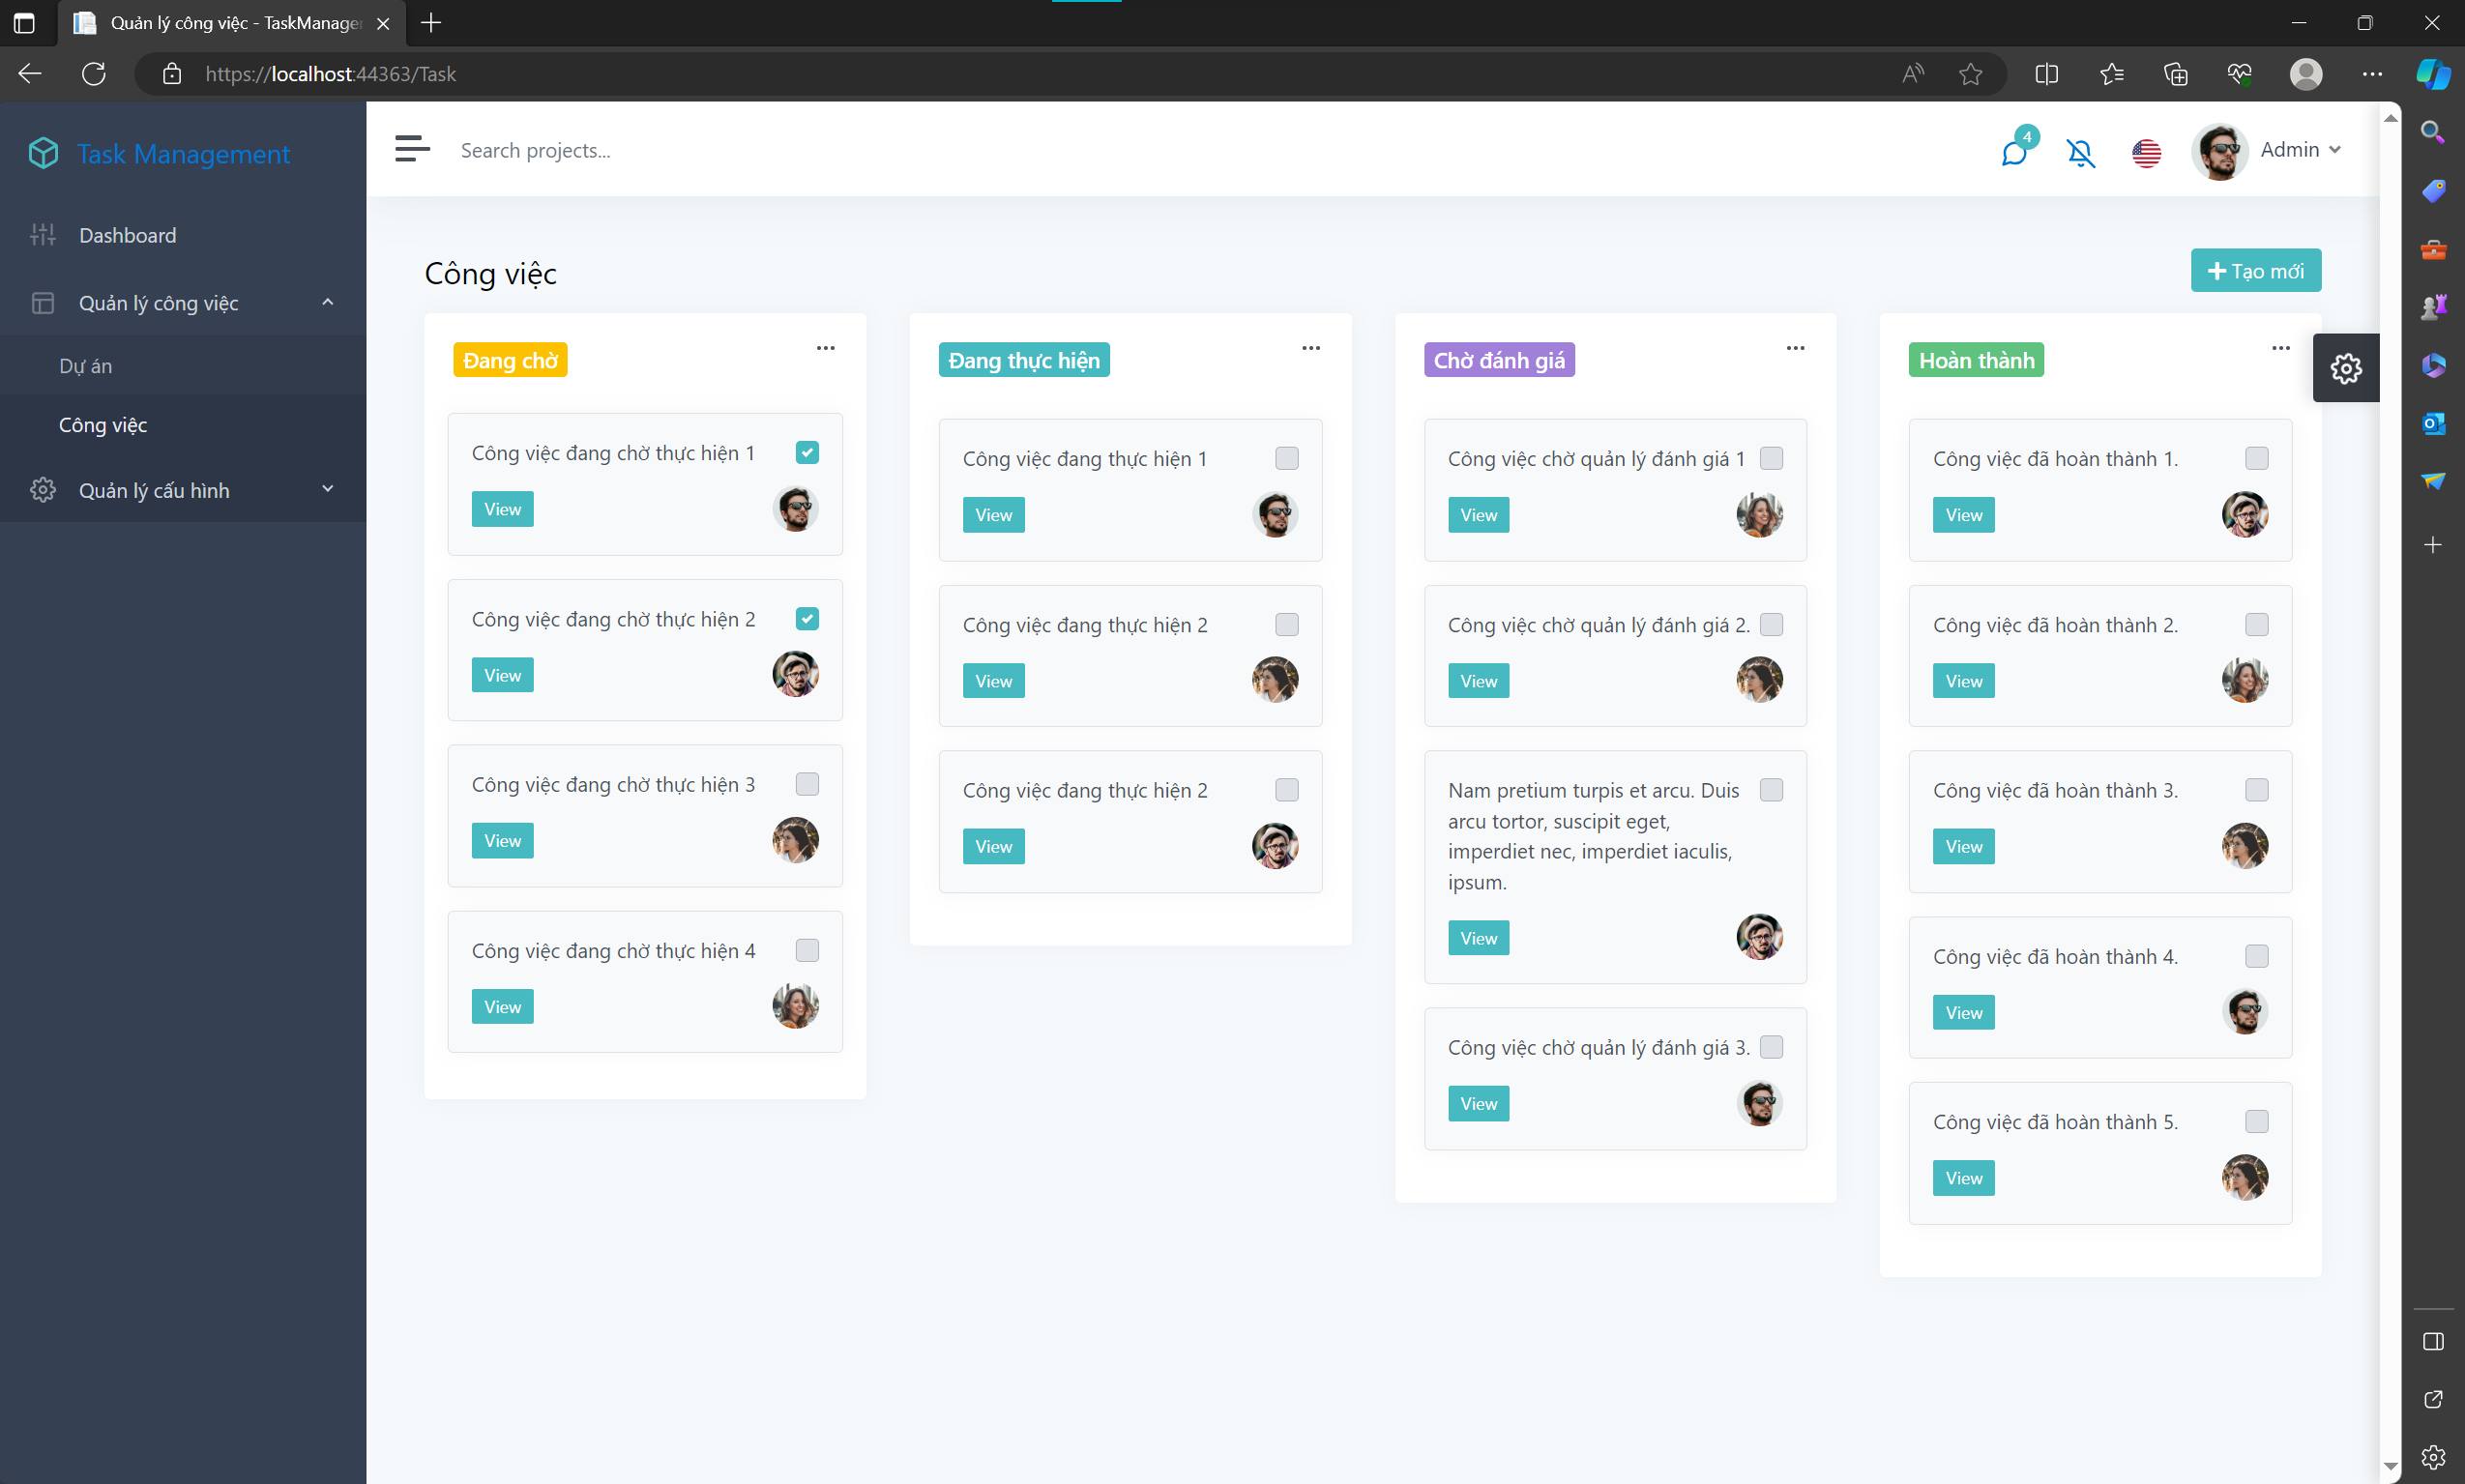 Quản lý công việc - TaskManage
https://localhost:44363/Task
Task Management
Search projects...
4
Admin
Dashboard
Quản lý công việc
Dự án
Công việc
Quản lý cấu hình
Công việc
Tạo mới
Đang chờ
Công việc đang chờ thực hiện 1
View
Công việc đang chờ thực hiện 2
View
Công việc đang chờ thực hiện 3
View
Công việc đang chờ thực hiện 4
View
Đang thực hiện
Công việc đang thực hiện 1
View
Công việc đang thực hiện 2
View
Công việc đang thực hiện 2
View
Chờ đánh giá
Công việc chờ quản lý đánh giá 1
View
Công việc chờ quản lý đánh giá 2.
View
Nam pretium turpis et arcu. Duis
arcu tortor, suscipit eget,
imperdiet nec, imperdiet iaculis,
ipsum.
View
Công việc chờ quản lý đánh giá 3.
View
Hoàn thành
Công việc đã hoàn thành 1.
View
Công việc đã hoàn thành 2.
View
Công việc đã hoàn thành 3.
View
Công việc đã hoàn thành 4.
View
Công việc đã hoàn thành 5.
View